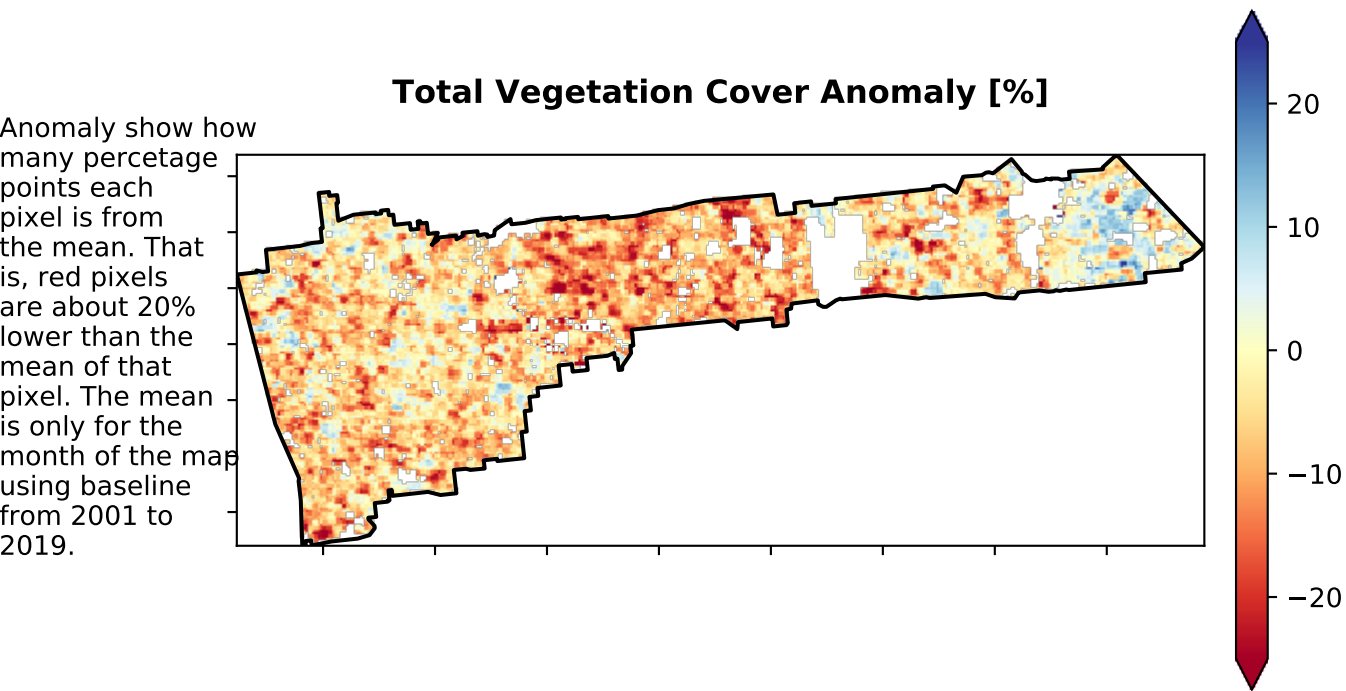 Total Vegetation Cover Anomaly [%]
Anomaly show how
many percetage
points each
pixel is from
the mean. That
is, red pixels
are about 20%
lower than the
mean of that
pixel. The mean
is only for the
month of the map
using baseline
from 2001 to
2019.
20
10
0
−10
−20